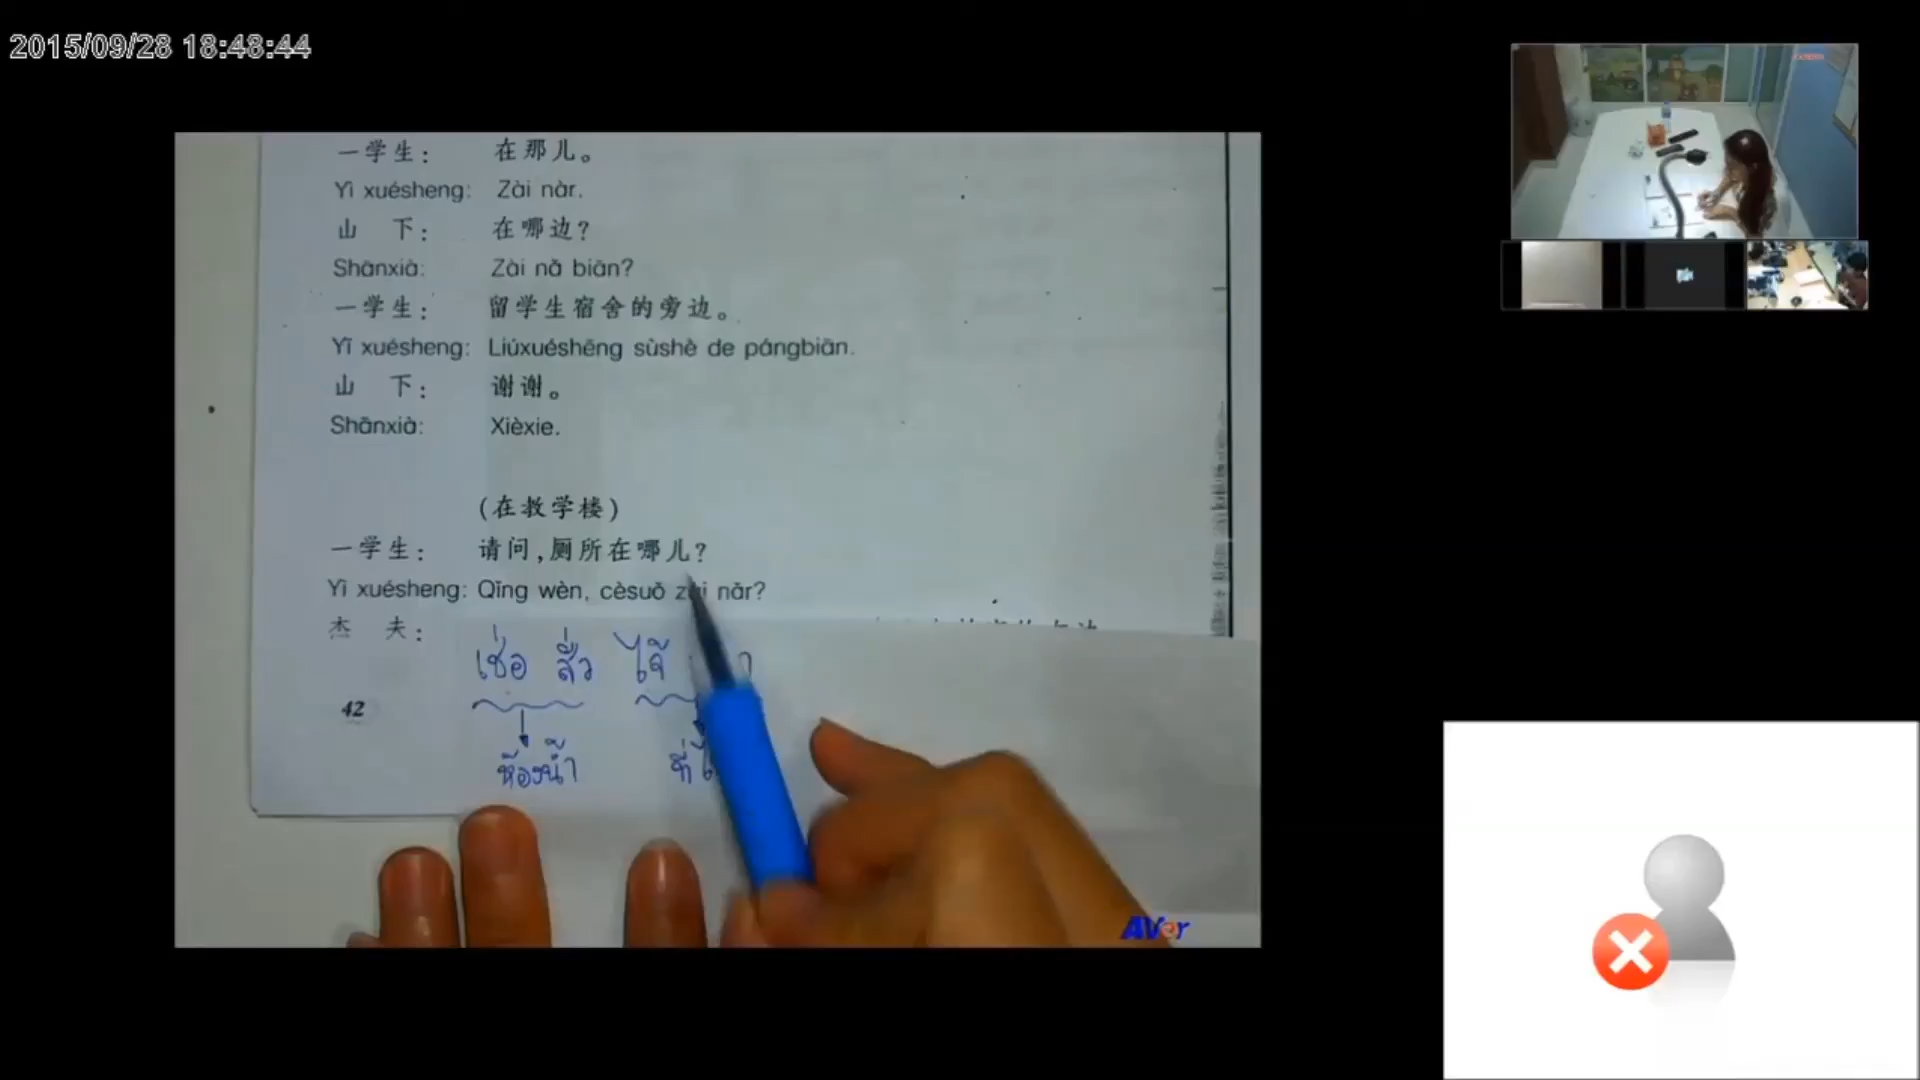 2015/09/28 18:48:44
一学生： 在那儿。
Yì xuésheng: Zài nàr.
山 下： 在哪边？
Shānxià: Zài nǎ biān?
一学生： 留学生宿舍的旁边。
Yī xuésheng: Liúxuéshēng sùshè de pángbiān.
山 下： 谢谢。
Shānxià: Xièxie.
(在教学楼)
一学生： 请问,厕所在哪儿?
Yì xuésheng: Qǐng wèn, cèsuǒ zài nǎr?
杰 夫：
เช่อ สั่ว ไจ้
ห้องน้ำ
42
AVer